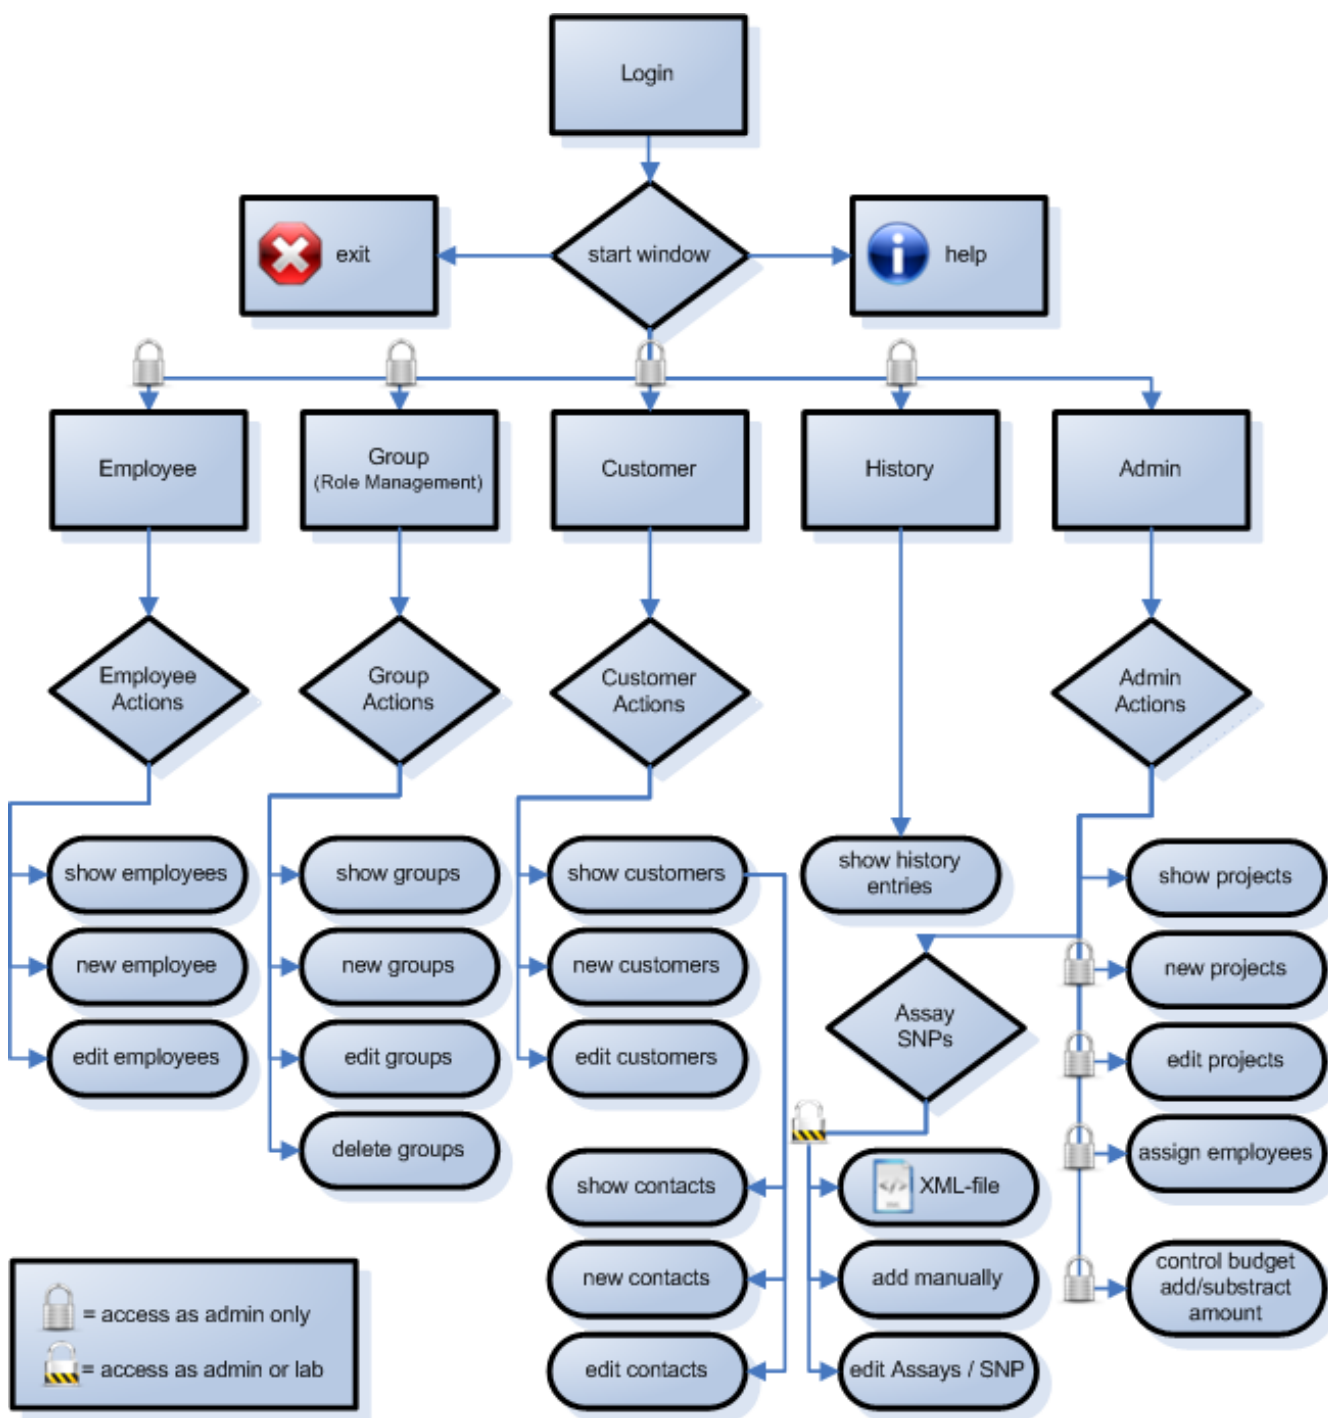 Login
exit
start window
help
Employee
Group
(Role Management)
Customer
History
Admin
Employee
Actions
Group
Actions
Customer
Actions
Admin
Actions
show employees
show groups
show customers
show history
entries
show projects
new employee
new groups
new customers
new projects
Assay
SNPs
edit employees
edit groups
edit customers
edit projects
delete groups
assign employees
show contacts
</> XML-file
new contacts
add manually
control budget
add/substract
amount
edit contacts
edit Assays / SNP
= access as admin only
= access as admin or lab